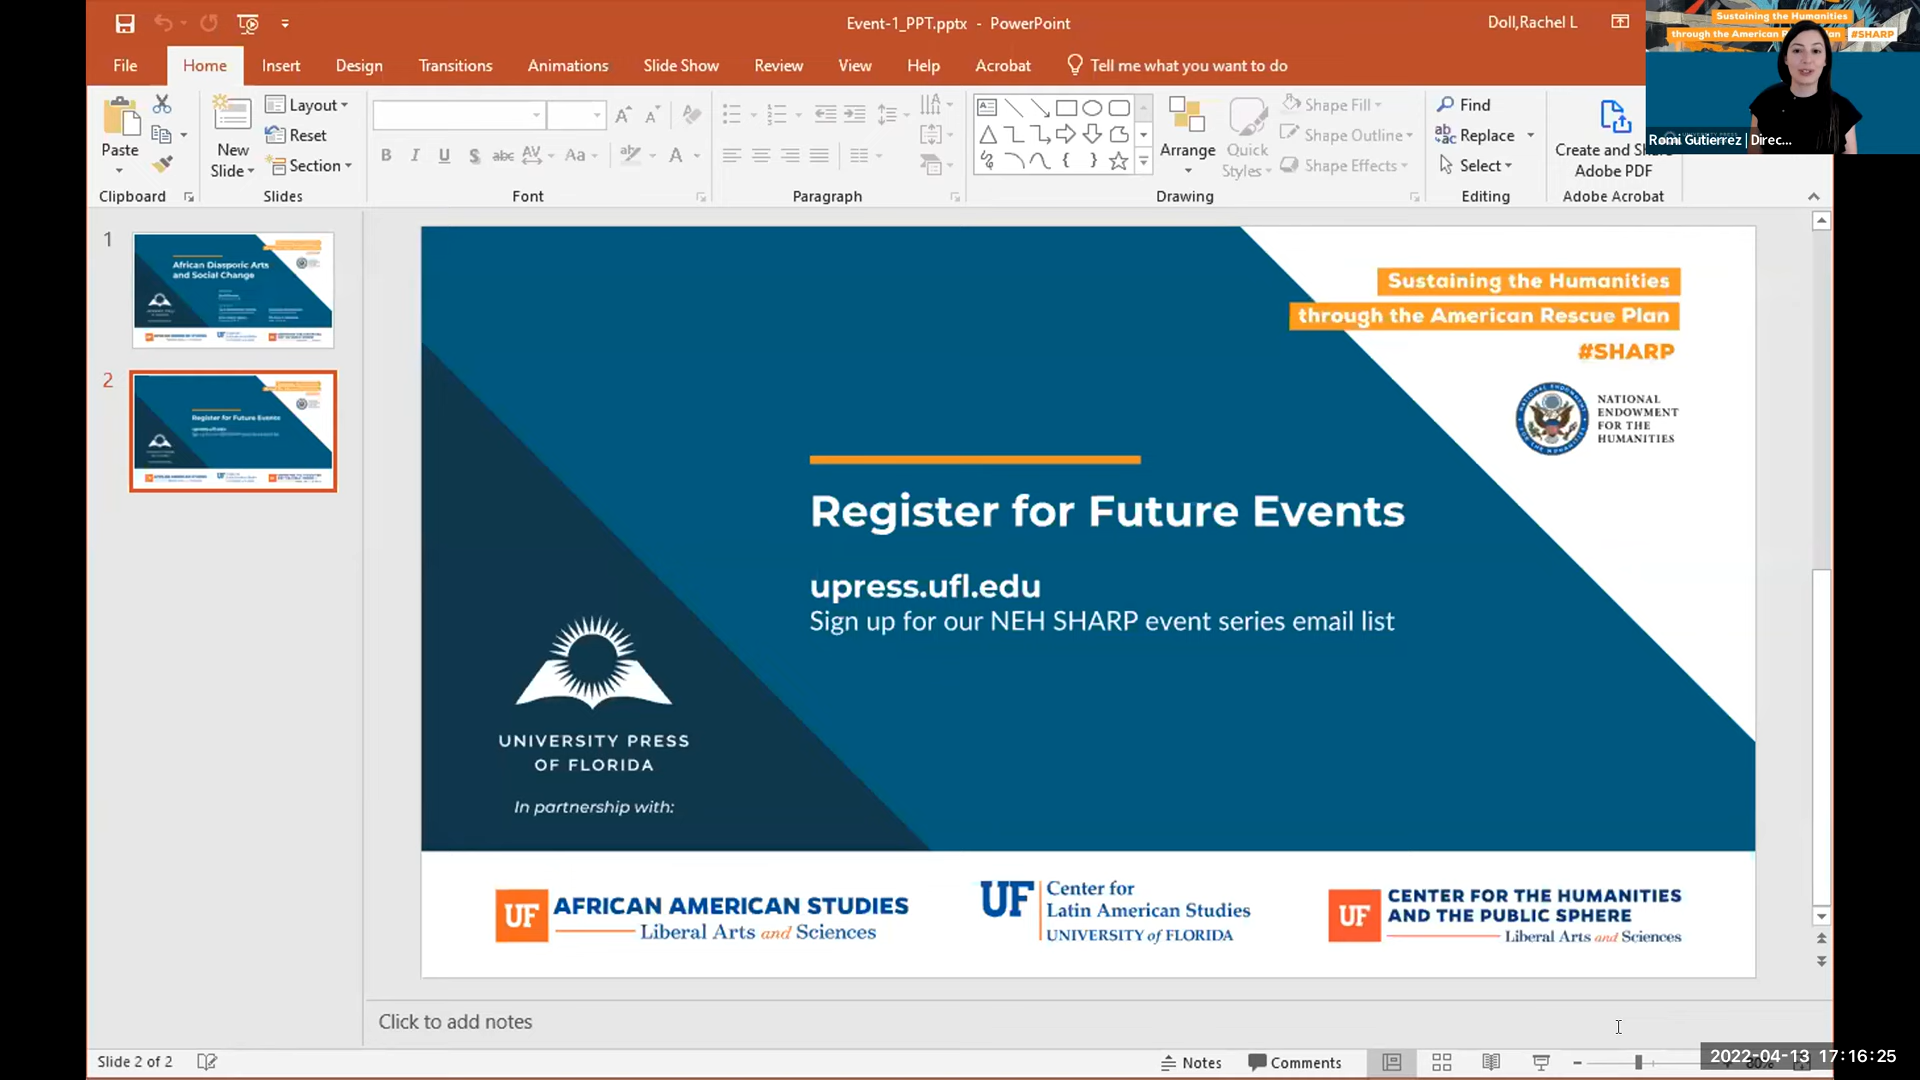 Event-1_PPT.pptx - PowerPoint
Doll,Rachel L
File Home Insert Design Transitions Animations Slide Show Review View Help Acrobat Tell me what you want to do
Sustaining the Humanities
#SHARP
Romi Gutierrez | Direc...
Paste
Clipboard
New
Slide
Layout
Reset
Section
Slides
B I U S abc AV Aa A
Font
Paragraph
Arrange
Quick
Styles
Shape Fill
Shape Outline
Shape Effects
Drawing
Find
Replace
Select
Editing
Adobe PDF
Adobe Acrobat
1
African Diasporic Arts
and Social Change
2
Register for Future Events
Sustaining the Humanities
through the American Rescue Plan
#SHARP
NATIONAL
ENDOWMENT
FOR THE
HUMANITIES
Register for Future Events
upress.ufl.edu
Sign up for our NEH SHARP event series email list
UNIVERSITY PRESS
OF FLORIDA
In partnership with:
UF AFRICAN AMERICAN STUDIES
Liberal Arts and Sciences
UF Center for
Latin American Studies
UNIVERSITY of FLORIDA
UF CENTER FOR THE HUMANITIES
AND THE PUBLIC SPHERE
Liberal Arts and Sciences
Click to add notes
Slide 2 of 2
Notes
Comments
2022-04-13 17:16:25